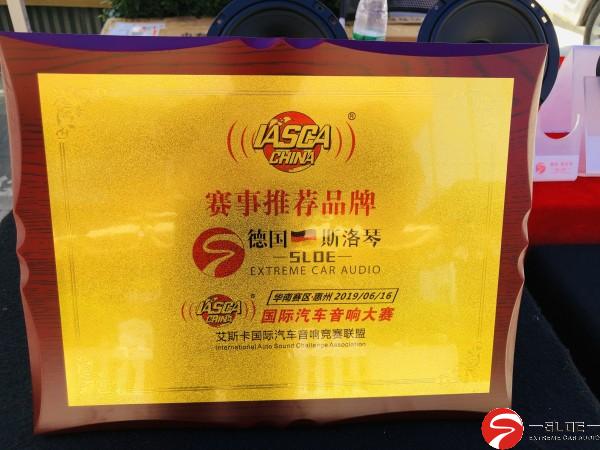 IASCA®
CHINA
赛事推荐品牌
德国 斯洛琴
—SLOE—
EXTREME CAR AUDIO
华南赛区·惠州 2019/06/16
IASCA®
CHINA
国际汽车音响大赛
艾斯卡国际汽车音响竞赛联盟
International Auto Sound Challenge Association
—SLOE—
EXTREME CAR AUDIO